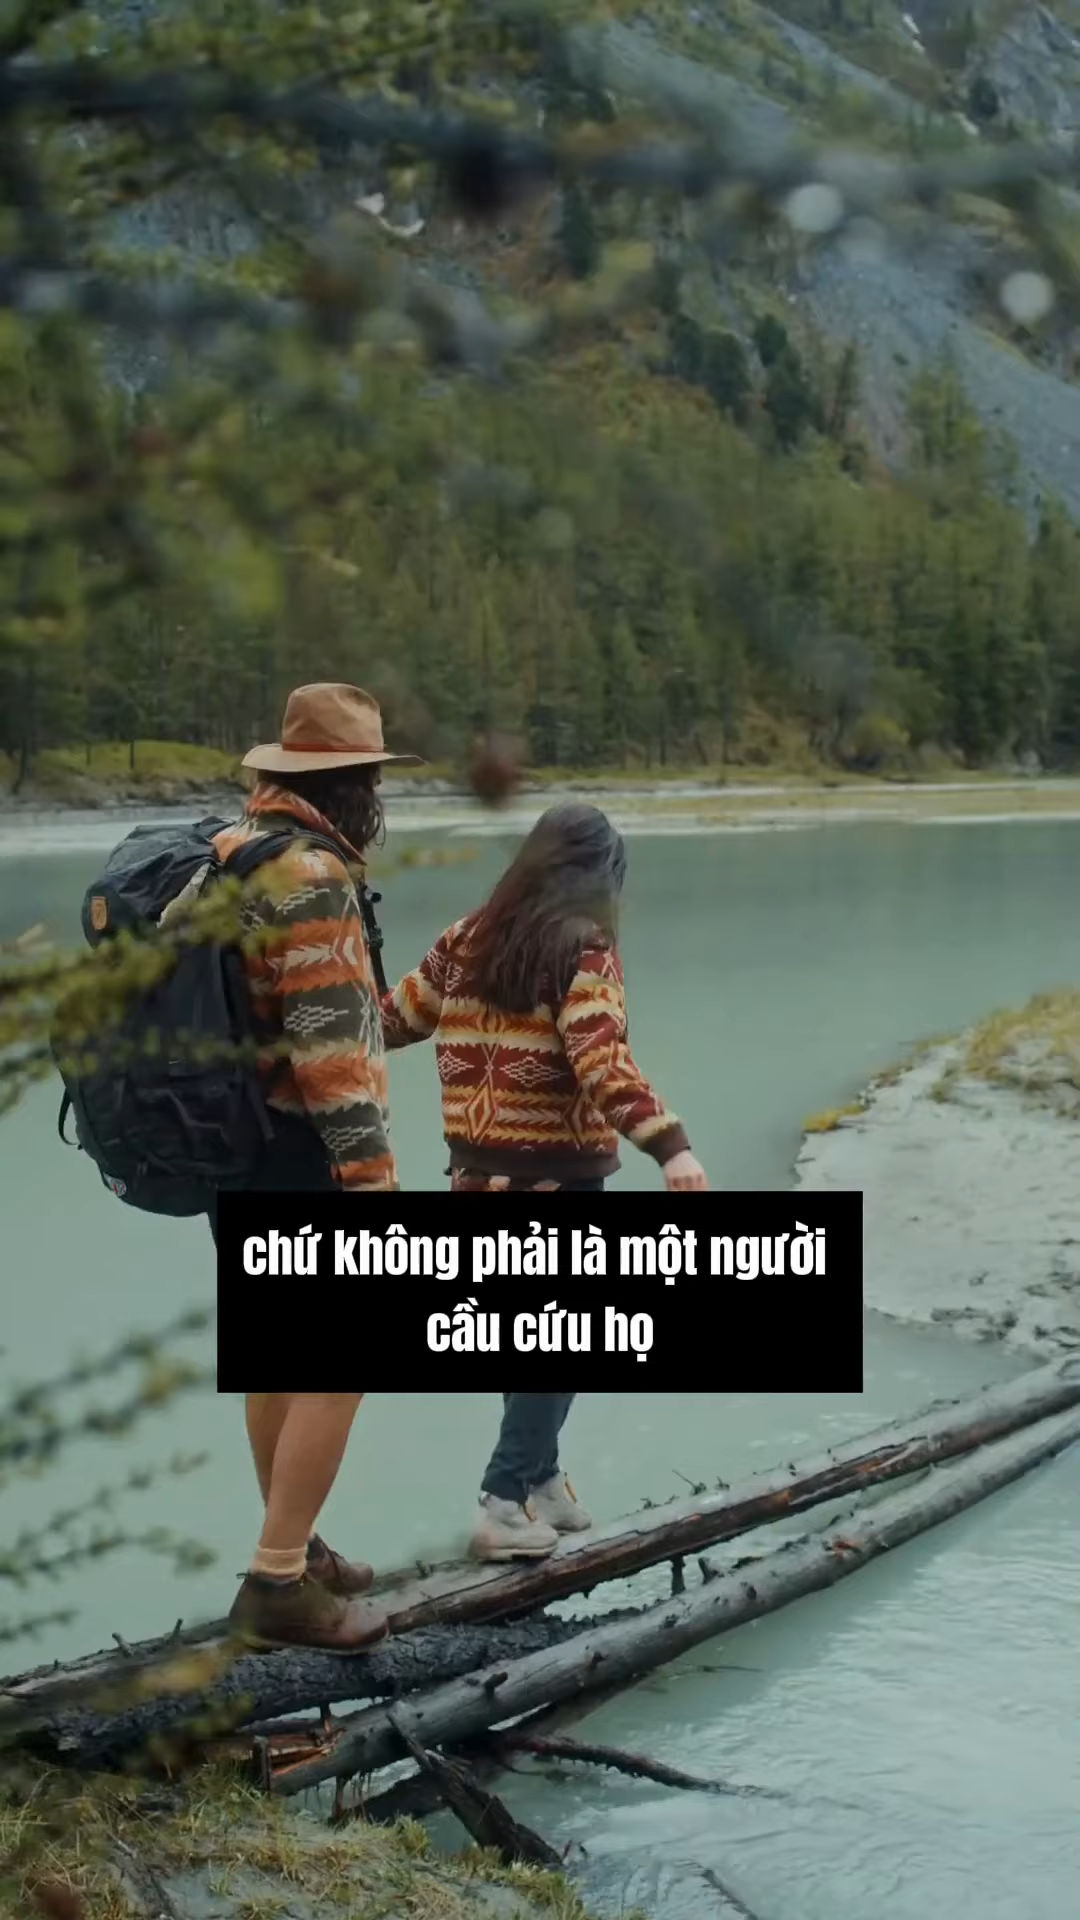 chứ không phải là một người
cầu cứu họ